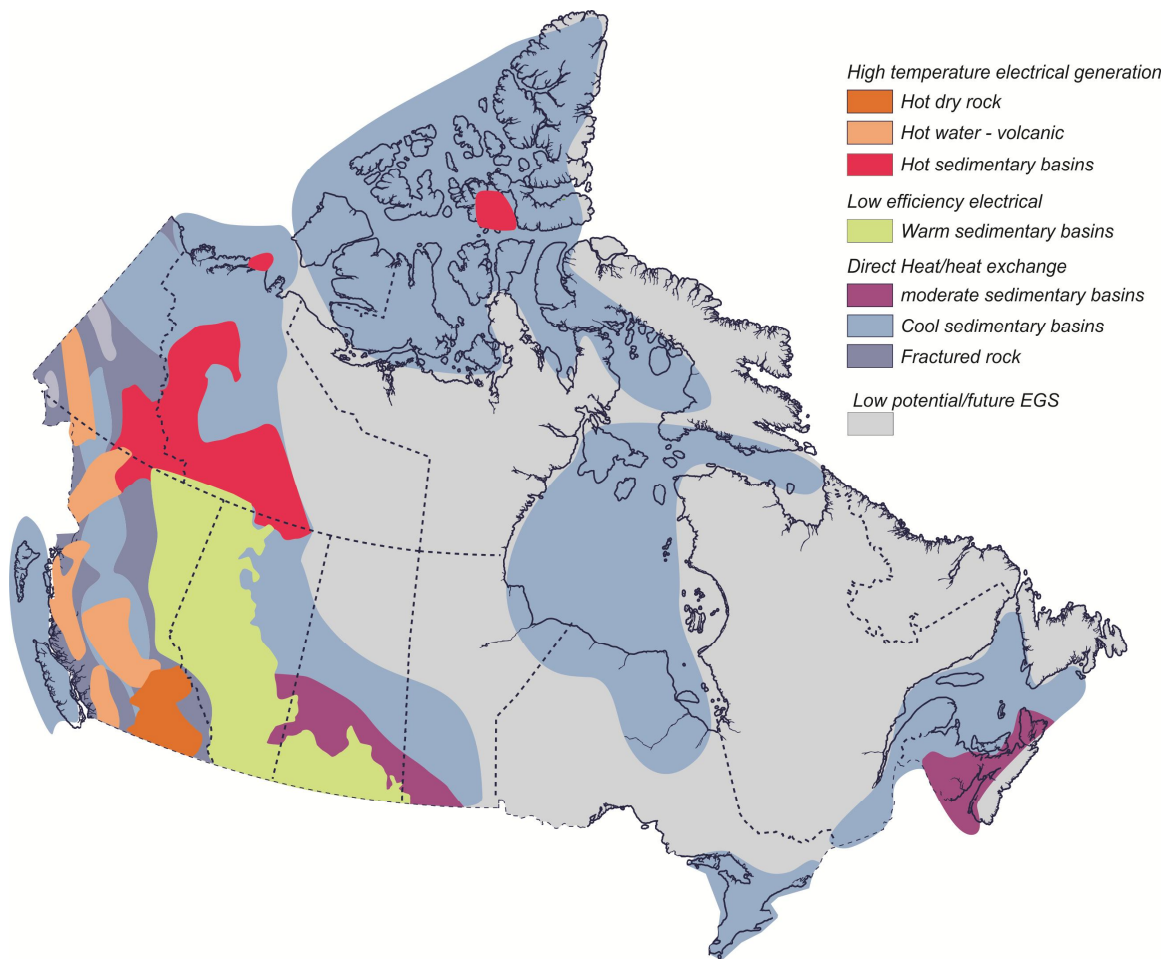 High temperature electrical generation
Hot dry rock
Hot water - volcanic
Hot sedimentary basins
Low efficiency electrical
Warm sedimentary basins
Direct Heat/heat exchange
moderate sedimentary basins
Cool sedimentary basins
Fractured rock
Low potential/future EGS